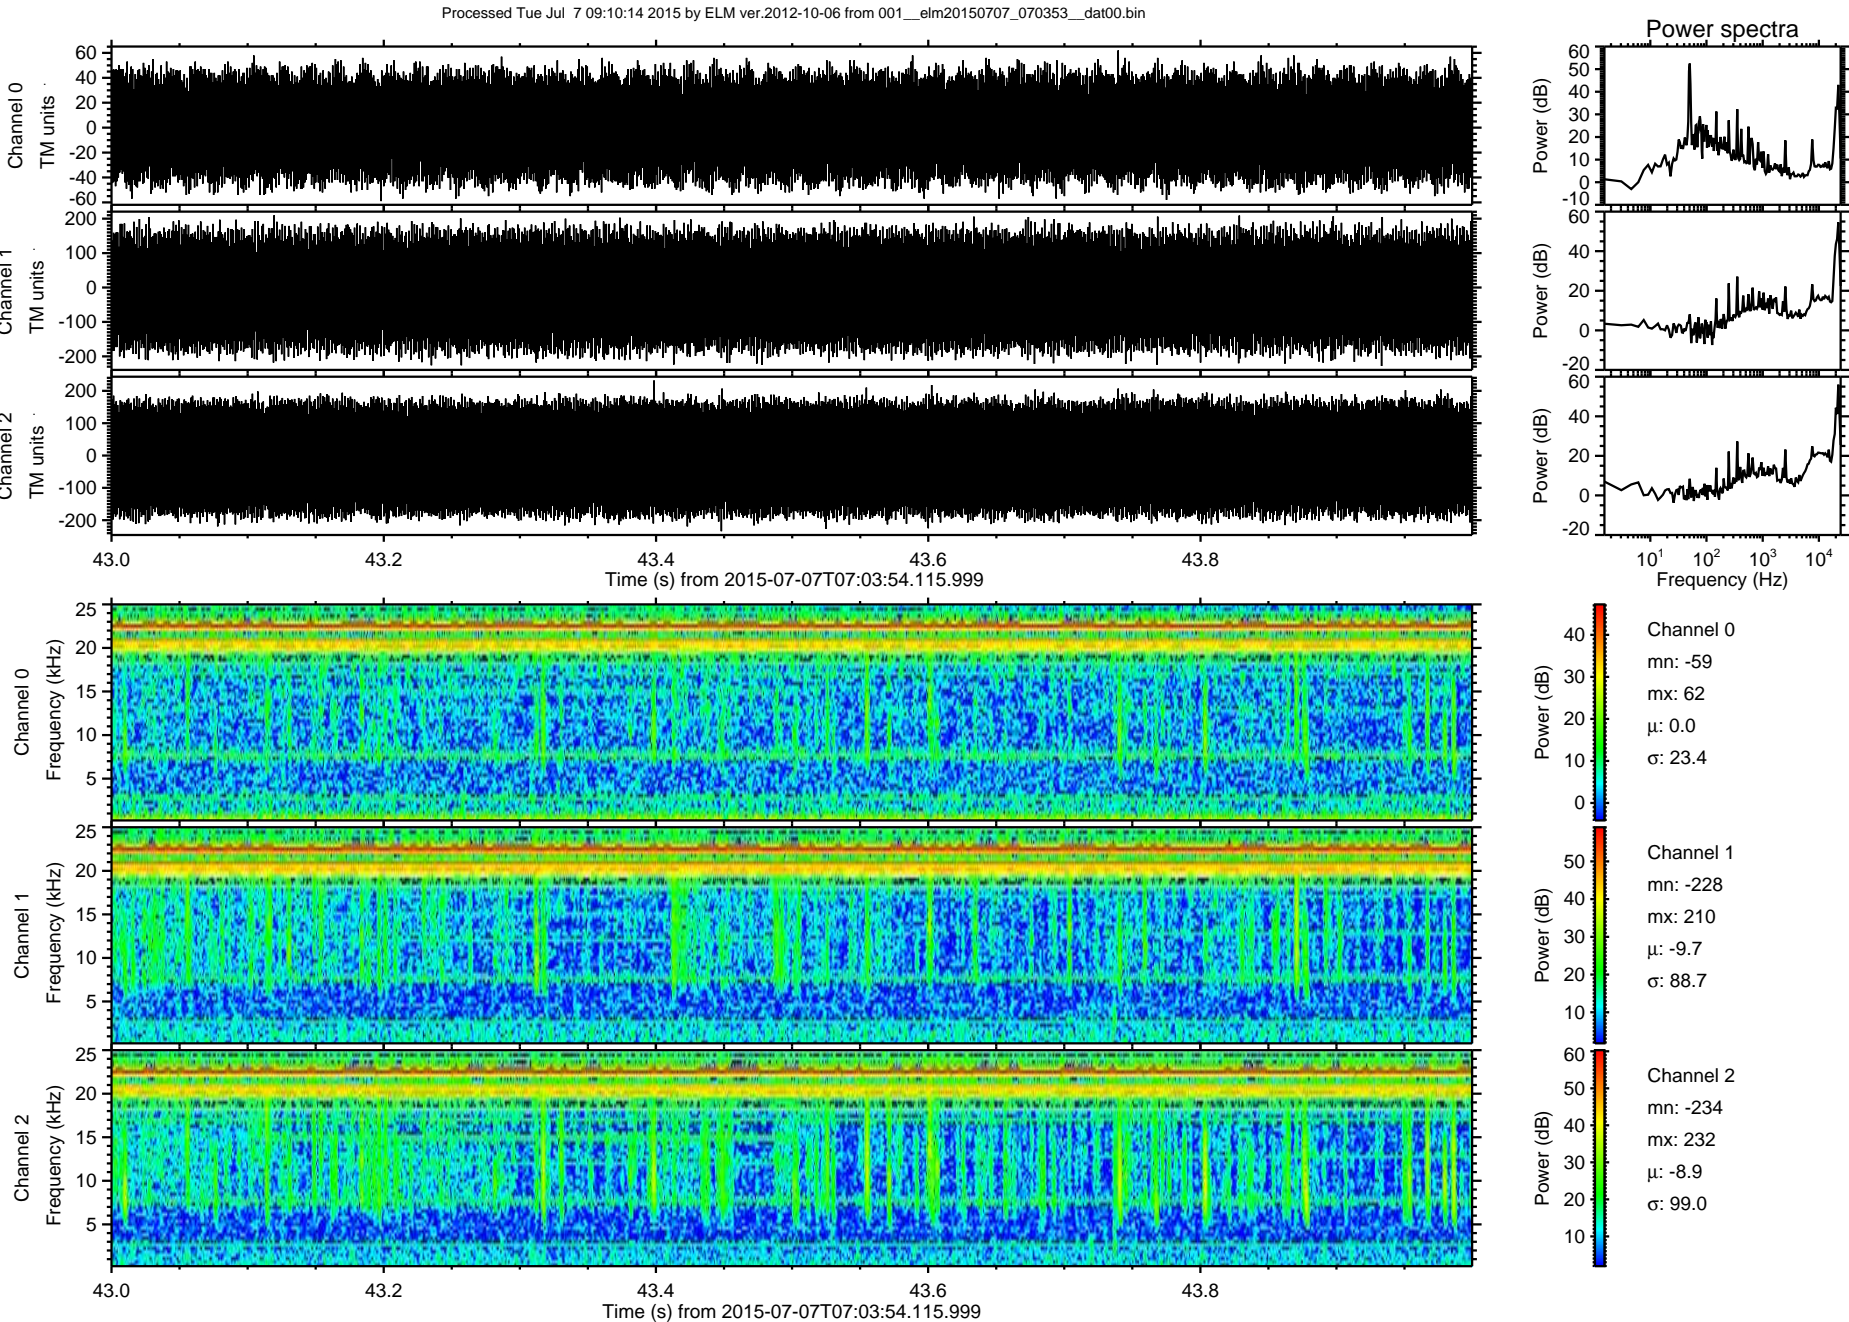 Processed Tue Jul  7 09:10:14 2015 by ELM ver.2012-10-06 from 001__elm20150707_070353__dat00.bin
Power spectra
Channel 0
TM units
60
40
20
0
-20
-40
-60
Power (dB)
60
50
40
30
20
10
0
-10
Channel 1
TM units
200
100
0
-100
-200
Power (dB)
60
40
20
0
-20
Channel 2
TM units
200
100
0
-100
-200
Power (dB)
60
40
20
0
-20
43.0 43.2 43.4 43.6 43.8
Time (s) from 2015-07-07T07:03:54.115.999
10¹ 10² 10³ 10⁴
Frequency (Hz)
Channel 0
Frequency (kHz)
25
20
15
10
5
Power (dB)
40
30
20
10
0
Channel 0
mn: -59
mx: 62
μ: 0.0
σ: 23.4
Channel 1
Frequency (kHz)
25
20
15
10
5
Power (dB)
50
40
30
20
10
Channel 1
mn: -228
mx: 210
μ: -9.7
σ: 88.7
Channel 2
Frequency (kHz)
25
20
15
10
5
Power (dB)
60
50
40
30
20
10
Channel 2
mn: -234
mx: 232
μ: -8.9
σ: 99.0
43.0 43.2 43.4 43.6 43.8
Time (s) from 2015-07-07T07:03:54.115.999